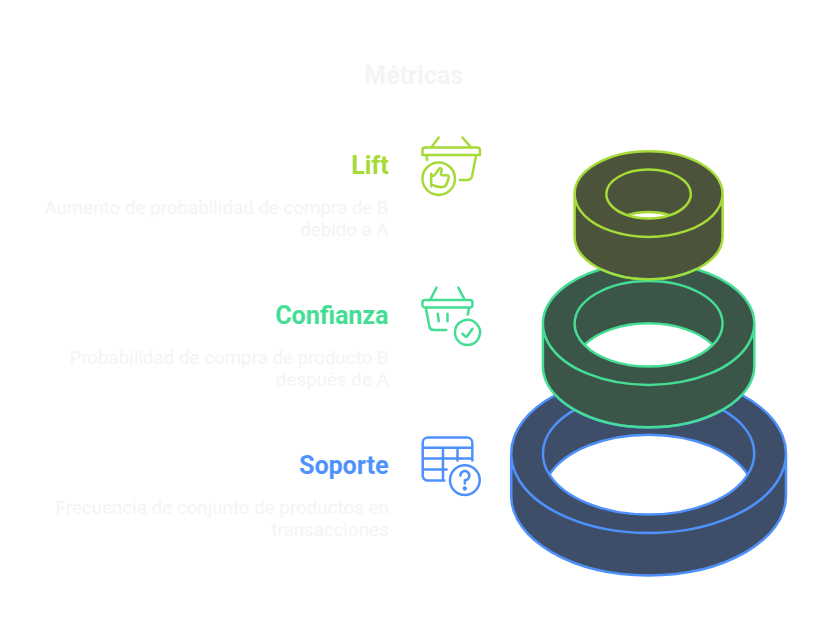 Métricas
Lift
Aumento de probabilidad de compra de B
debido a A
Confianza
Probabilidad de compra de producto B
después de A
Soporte
Frecuencia de conjunto de productos en
transacciones